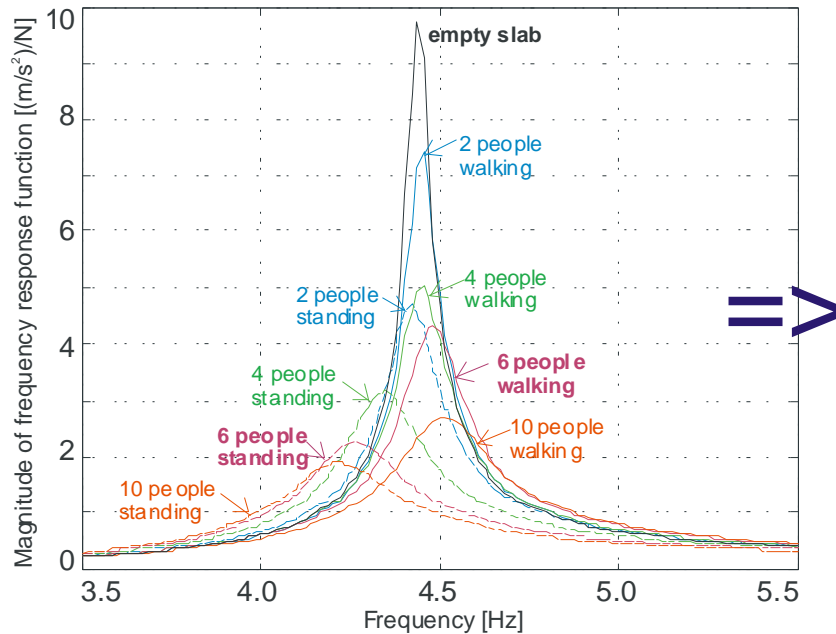 Magnitude of frequency response function [(m/s²)/N]
10
8
6
4
2
0
empty slab
2 people
walking
4 people
walking
2 people
standing
6 people
walking
4 people
standing
6 people
standing
10 people
walking
10 people
standing
=>
3.5 4.0 4.5 5.0 5.5
Frequency [Hz]